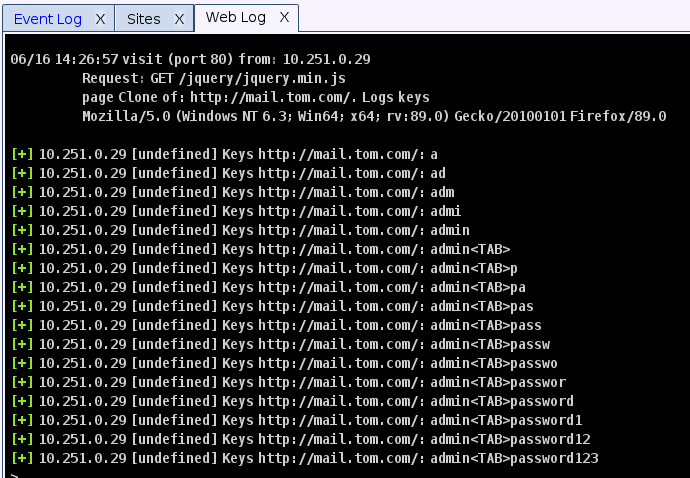 Event Log X Sites X Web Log X
06/16 14:26:57 visit (port 80) from: 10.251.0.29
Request: GET /jquery/jquery.min.js
page Clone of: http://mail.tom.com/. Logs keys
Mozilla/5.0 (Windows NT 6.3; Win64; x64; rv:89.0) Gecko/20100101 Firefox/89.0
[+] 10.251.0.29 [undefined] Keys http://mail.tom.com/: a
[+] 10.251.0.29 [undefined] Keys http://mail.tom.com/: ad
[+] 10.251.0.29 [undefined] Keys http://mail.tom.com/: adm
[+] 10.251.0.29 [undefined] Keys http://mail.tom.com/: admi
[+] 10.251.0.29 [undefined] Keys http://mail.tom.com/: admin
[+] 10.251.0.29 [undefined] Keys http://mail.tom.com/: admin<TAB>
[+] 10.251.0.29 [undefined] Keys http://mail.tom.com/: admin<TAB>p
[+] 10.251.0.29 [undefined] Keys http://mail.tom.com/: admin<TAB>pa
[+] 10.251.0.29 [undefined] Keys http://mail.tom.com/: admin<TAB>pas
[+] 10.251.0.29 [undefined] Keys http://mail.tom.com/: admin<TAB>pass
[+] 10.251.0.29 [undefined] Keys http://mail.tom.com/: admin<TAB>passw
[+] 10.251.0.29 [undefined] Keys http://mail.tom.com/: admin<TAB>passwo
[+] 10.251.0.29 [undefined] Keys http://mail.tom.com/: admin<TAB>passwor
[+] 10.251.0.29 [undefined] Keys http://mail.tom.com/: admin<TAB>password
[+] 10.251.0.29 [undefined] Keys http://mail.tom.com/: admin<TAB>password1
[+] 10.251.0.29 [undefined] Keys http://mail.tom.com/: admin<TAB>password12
[+] 10.251.0.29 [undefined] Keys http://mail.tom.com/: admin<TAB>password123
>